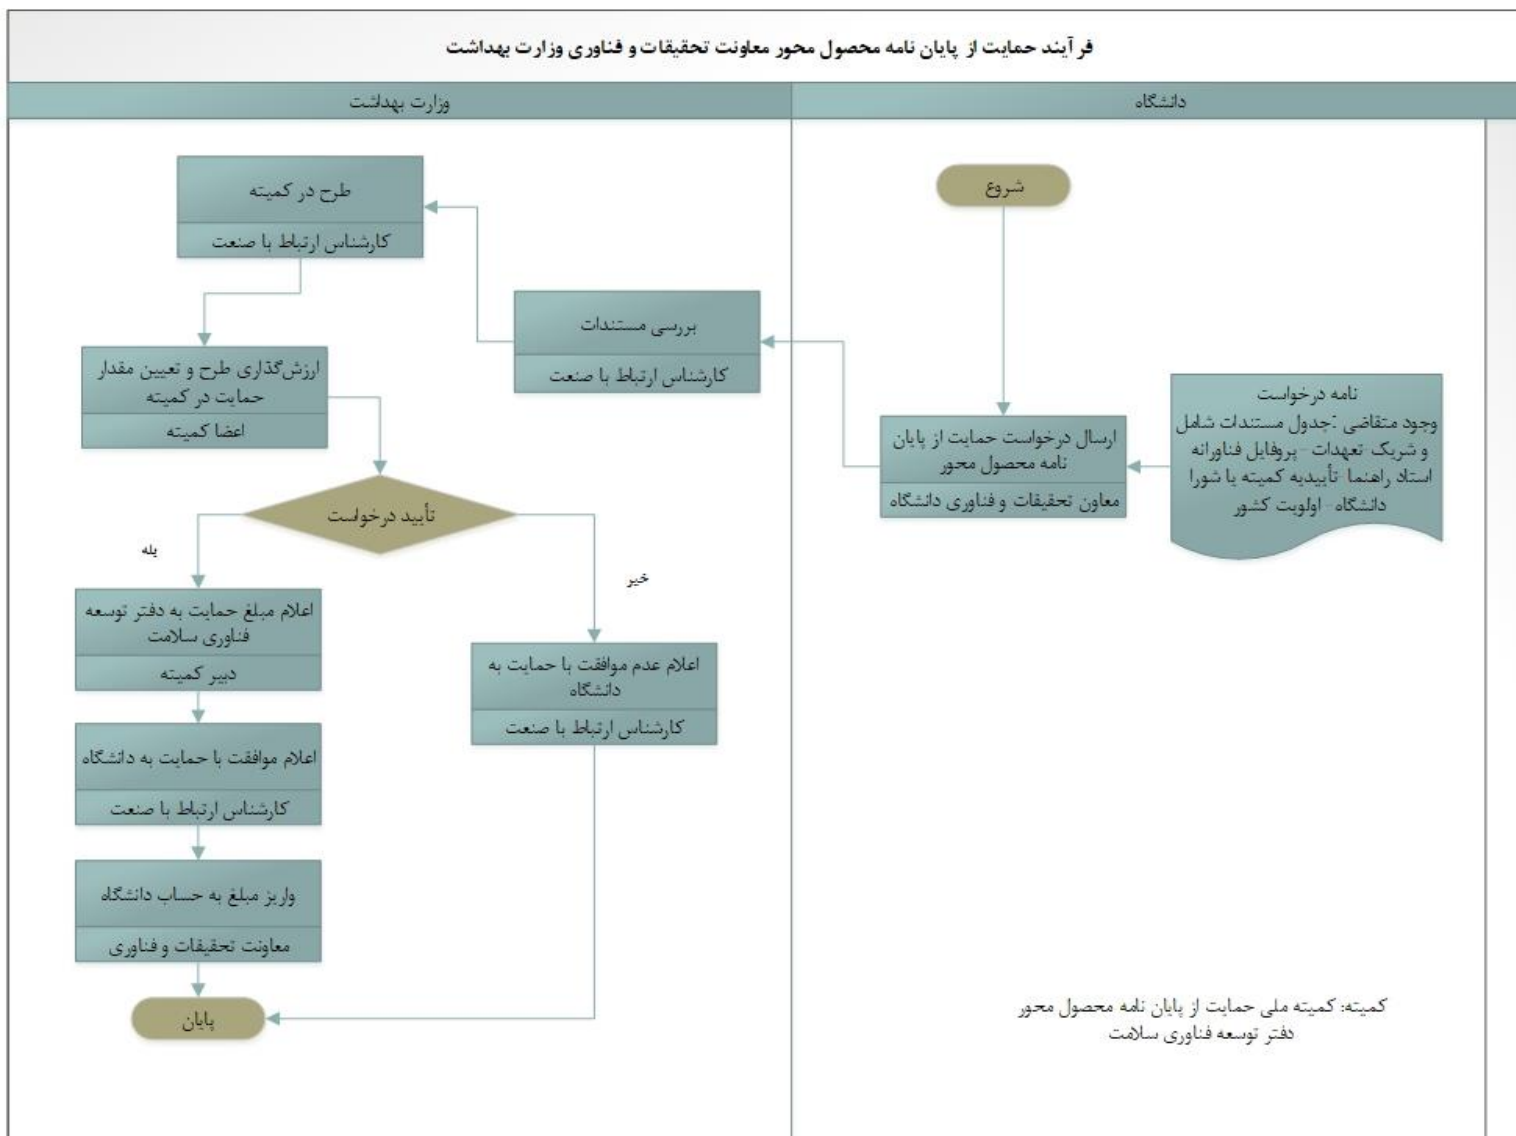 فرآیند حمایت از پایان نامه محصول محور معاونت تحقیقات و فناوری وزارت بهداشت
دانشگاه
وزارت بهداشت
شروع
نامه درخواست
وجود متقاضی :جدول مستندات شامل
و شریک -تعهدات -پروفایل فناورانه
استاد راهنما -تأییدیه کمیته یا شورا
دانشگاه- اولویت کشور
ارسال درخواست حمایت از پایان
نامه محصول محور
معاون تحقیقات و فناوری دانشگاه
بررسی مستندات
کارشناس ارتباط با صنعت
طرح در کمیته
کارشناس ارتباط با صنعت
ارزش‌گذاری طرح و تعیین مقدار
حمایت در کمیته
اعضا کمیته
تأیید درخواست
بله
خیر
اعلام مبلغ حمایت به دفتر توسعه
فناوری سلامت
دبیر کمیته
اعلام عدم موافقت با حمایت به
دانشگاه
کارشناس ارتباط با صنعت
اعلام موافقت با حمایت به دانشگاه
کارشناس ارتباط با صنعت
واریز مبلغ به حساب دانشگاه
معاونت تحقیقات و فناوری
پایان
کمیته: کمیته ملی حمایت از پایان نامه محصول محور
دفتر توسعه فناوری سلامت